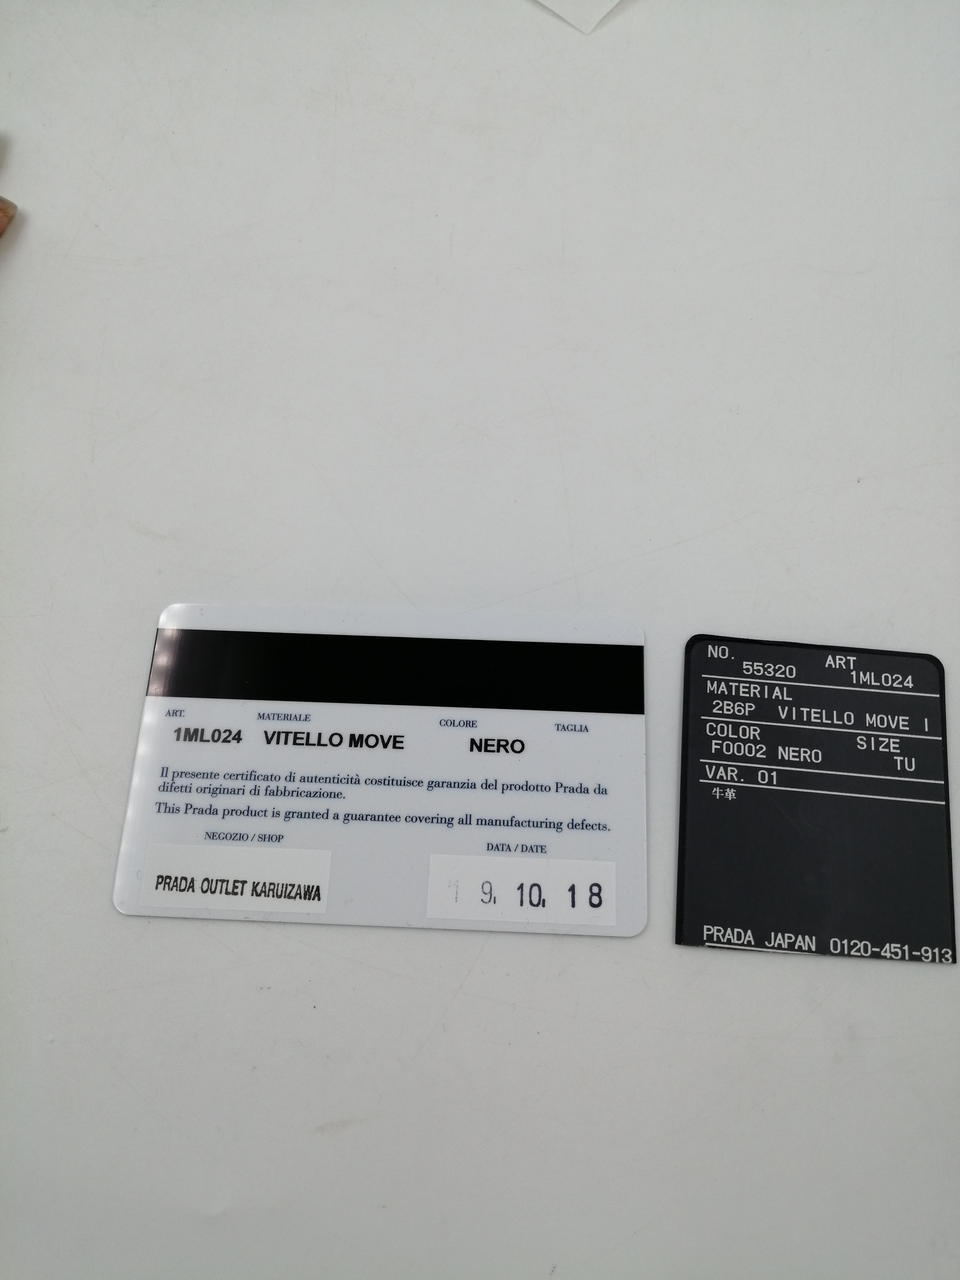 ART. MATERIALE COLORE TAGLIA
1ML024 VITELLO MOVE NERO
Il presente certificato di autenticità costituisce garanzia del prodotto Prada da
difetti originari di fabbricazione.
This Prada product is granted a guarantee covering all manufacturing defects.
NEGOZIO / SHOP DATA / DATE
PRADA OUTLET KARUIZAWA 19. 10. 18
NO. ART
55320 1ML024
MATERIAL
2B6P VITELLO MOVE
COLOR SIZE
F0002 NERO TU
VAR. 01
牛革
PRADA JAPAN 0120-451-913